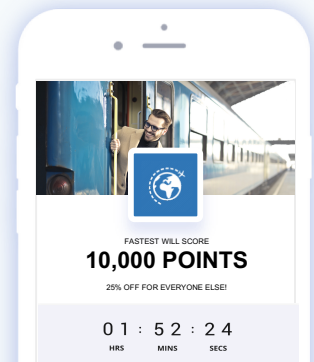 FASTEST WILL SCORE
10,000 POINTS
25% OFF FOR EVERYONE ELSE!
01 : 52 : 24
HRS MINS SECS